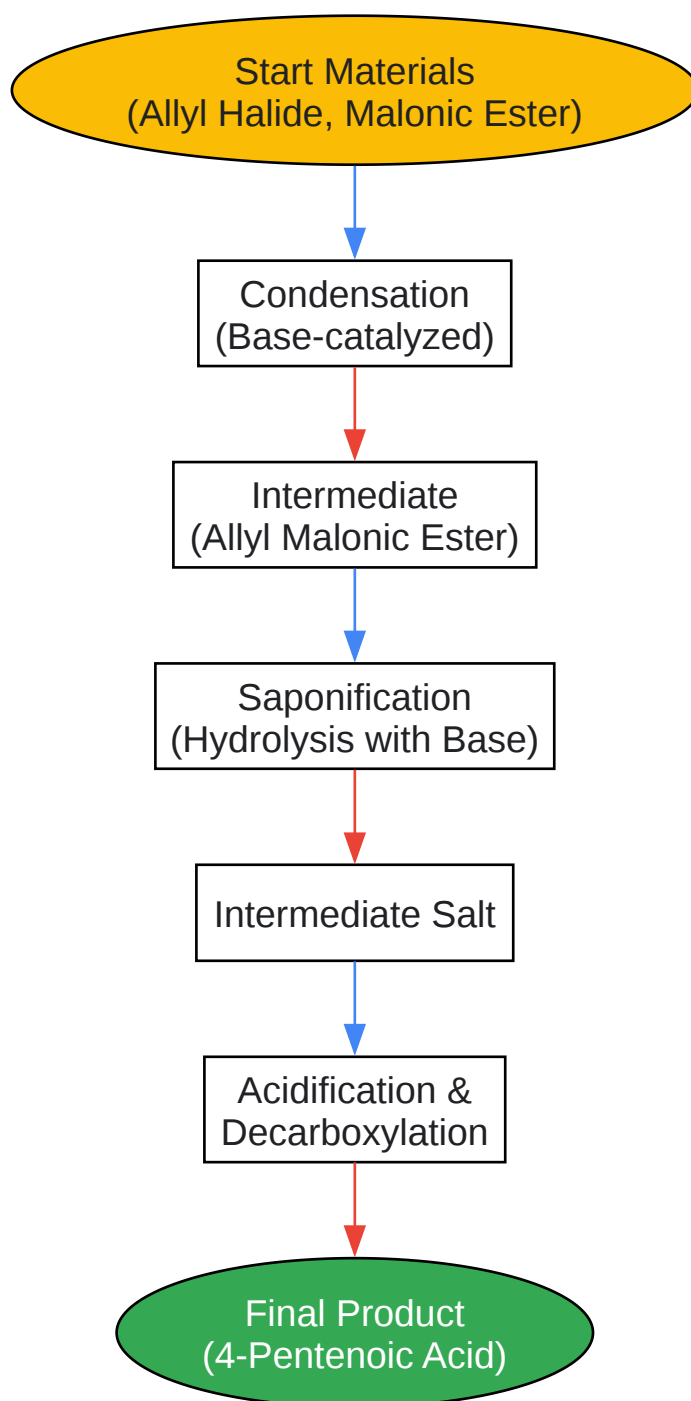 Start Materials
(Allyl Halide, Malonic Ester)
Condensation
(Base-catalyzed)
Intermediate
(Allyl Malonic Ester)
Saponification
(Hydrolysis with Base)
Intermediate Salt
Acidification &
Decarboxylation
Final Product
(4-Pentenoic Acid)